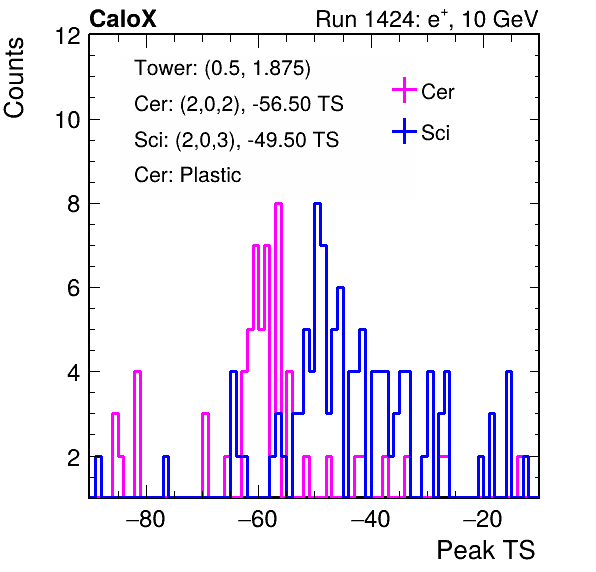 CaloX Run 1424: e⁺, 10 GeV
Counts
12
10
8
6
4
2
Tower: (0.5, 1.875)
Cer: (2,0,2), -56.50 TS
Sci: (2,0,3), -49.50 TS
Cer: Plastic
Cer
Sci
−80 −60 −40 −20
Peak TS